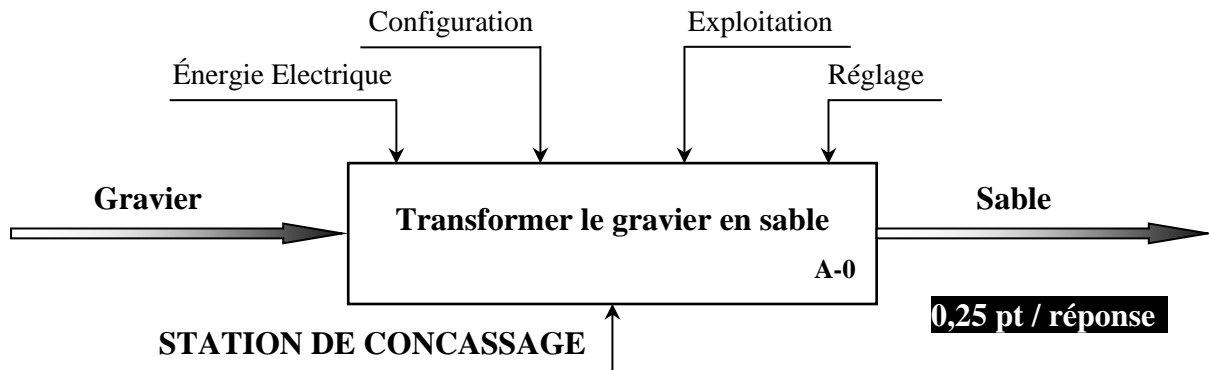 Configuration
Exploitation
Énergie Electrique
Réglage
Gravier
Transformer le gravier en sable
Sable
A-0
0,25 pt / réponse
STATION DE CONCASSAGE